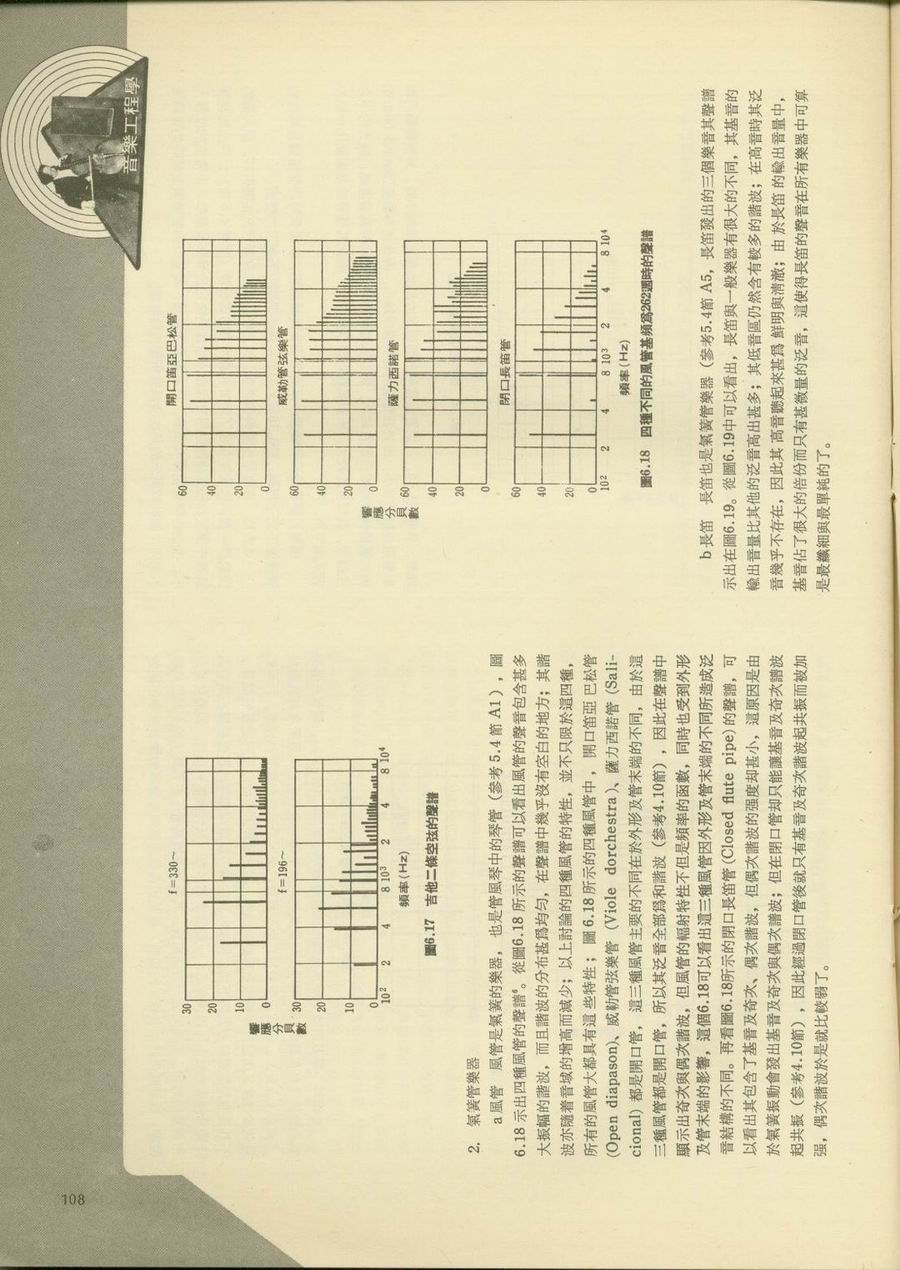 108
音樂工程學
f=330～
30
20
10
0
響應分貝數
f=196～
30
20
10
0
10²
2
4
8
10³
2
4
8
10⁴
頻率(Hz)
圖6.17 吉他二條空弦的聲譜
2. 氣簧管樂器
a 風管 風管是氣簧的樂器，也是管風琴中的琴管（參考 5.4 節 A1），圖
6.18 示出四種風管的聲譜⁶。從圖6.18 所示的聲譜可以看出風管的聲音包含甚多
大振幅的諧波，而且諧波的分布甚爲均勻，在聲譜中幾乎沒有空白的地方；其諧
波亦隨着音域的增高而減少；以上討論的四種風管的特性，並不只限於這四種，
所有的風管大都具有這些特性；圖 6.18 所示的四種風管中，開口笛亞巴松管
(Open diapason)、威勒管弦樂管 (Viole dorchestra)、薩力西諾管 (Sali-
cional) 都是開口管，這三種風管主要的不同在於外形及管末端的不同，由於這
三種風管都是開口管，所以其泛音全部爲和諧波（參考4.10節），因此在聲譜中
顯示出奇次與偶次諧波，但風管的輻射特性不但是頻率的函數，同時也受到外形
及管末端的影響，這個6.18可以看出這三種風管因外形及管末端的不同所造成泛
音結構的不同。再看圖6.18所示的閉口長笛管(Closed flute pipe)的聲譜，可
以看出其包含了基音及奇次、偶次諧波，但偶次諧波的强度却甚小，這原因是由
於氣簧振動會發出基音及奇次與偶次諧波；但在閉口管却只能讓基音及奇次諧波
起共振（參考4.10節），因此經過閉口管後就只有基音及奇次諧波起共振而被加
强，偶次諧波於是就比較弱了。
開口笛亞巴松管
60
40
20
0
威勒管弦樂管
60
40
20
0
響應分貝數
薩力西諾管
60
40
20
0
閉口長笛管
60
40
20
0
10²
2
4
8
10³
2
4
8
10⁴
頻率(Hz)
圖6.18 四種不同的風管基頻爲262週時的聲譜
b 長笛 長笛也是氣簧管樂器（參考5.4節 A5，長笛發出的三個樂音其聲譜
示出在圖6.19。從圖6.19中可以看出，長笛與一般樂器有很大的不同，其基音的
輸出音量比其他的泛音高出甚多；其低音區仍然含有較多的諧波；在高音時其泛
音幾乎不存在，因此其高音聽起來甚爲鮮明與清澈；由於長笛的輸出音量中，
基音佔了很大的倍份而只有甚微量的泛音，這使得長笛的聲音在所有樂器中可算
是最纖細與最單純的了。